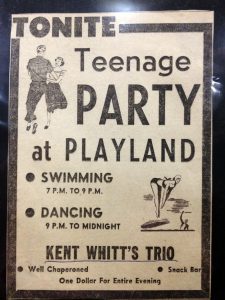 TONITE
Teenage
PARTY
at PLAYLAND
● SWIMMING
7 P.M. TO 9 P.M.
● DANCING
9 P.M. TO MIDNIGHT
KENT WHITT'S TRIO
● Well Chaperoned ● Snack Bar
One Dollar For Entire Evening